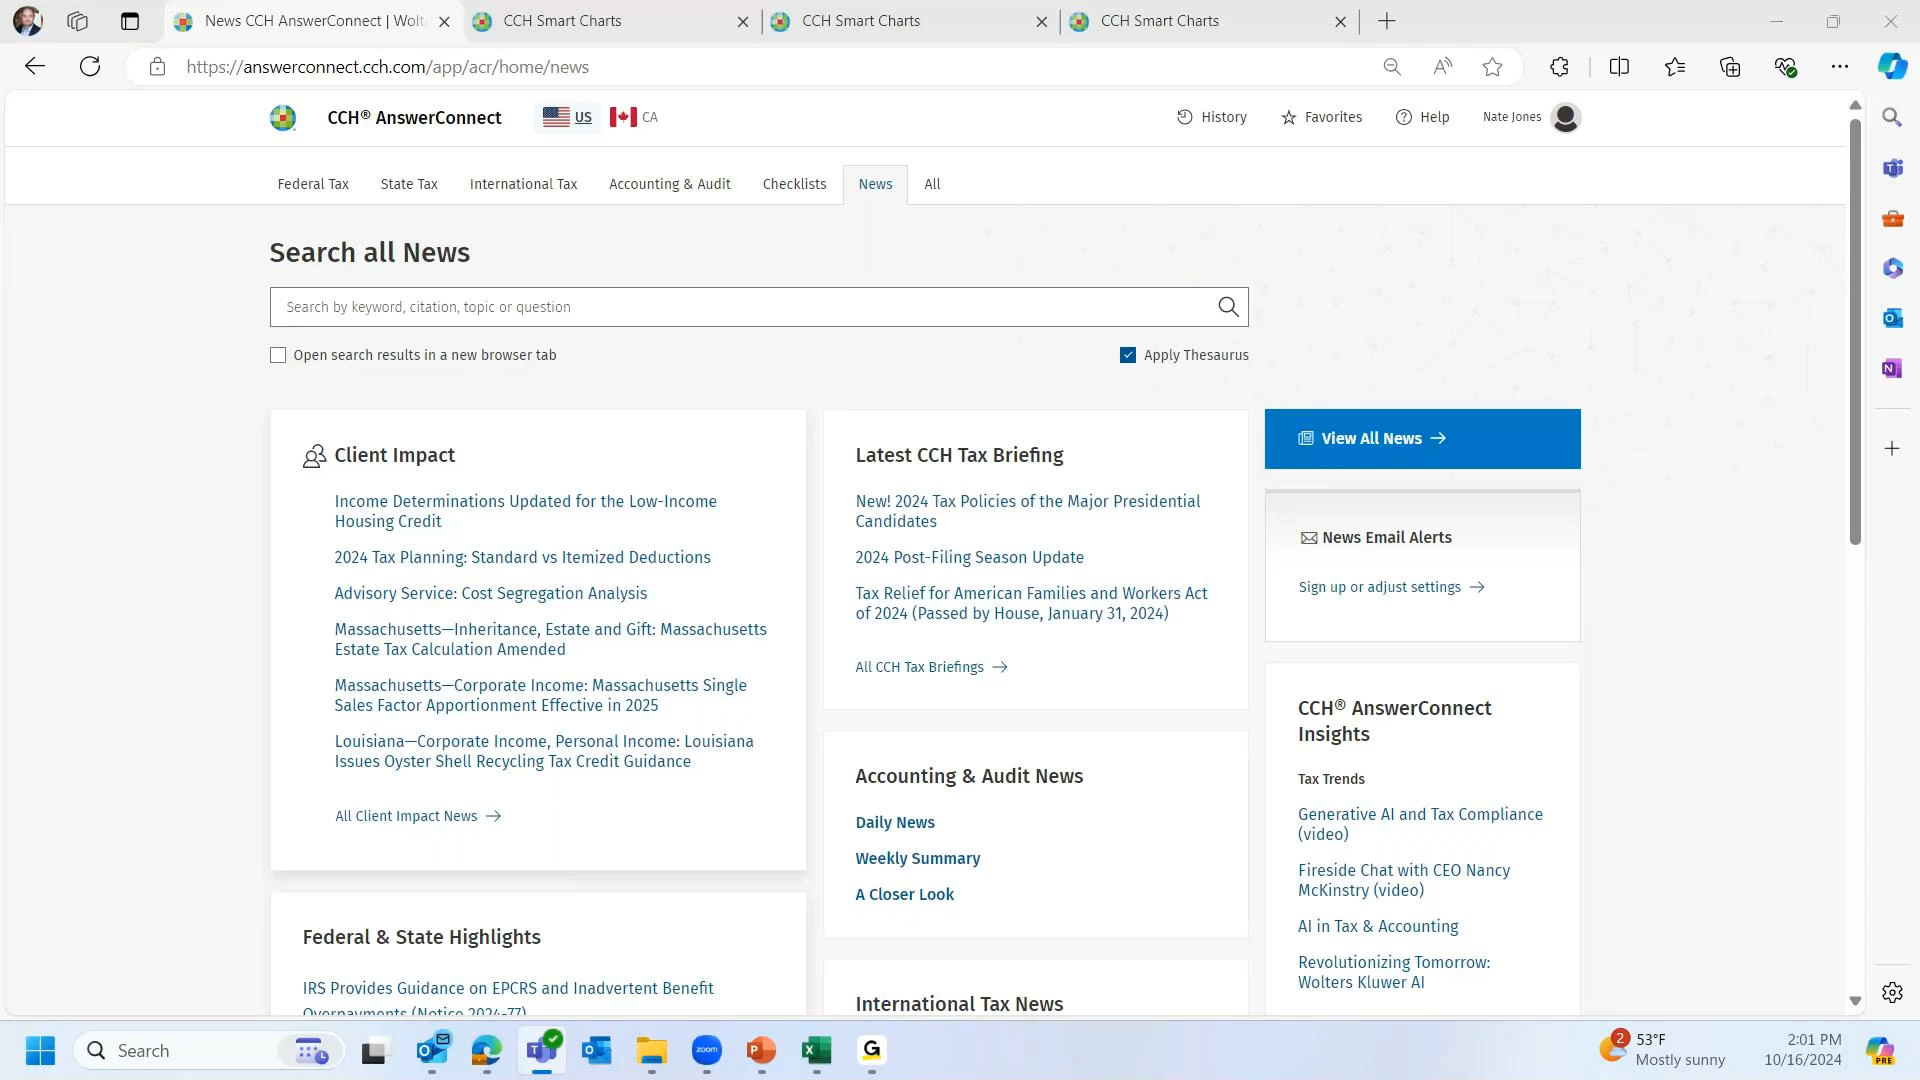 News CCH AnswerConnect | Wolt
CCH Smart Charts
CCH Smart Charts
CCH Smart Charts
https://answerconnect.cch.com/app/acr/home/news
CCH® AnswerConnect
US
CA
History
Favorites
Help
Nate Jones
Federal Tax
State Tax
International Tax
Accounting & Audit
Checklists
News
All
Search all News
Search by keyword, citation, topic or question
Open search results in a new browser tab
Apply Thesaurus
Client Impact
Income Determinations Updated for the Low-Income
Housing Credit
2024 Tax Planning: Standard vs Itemized Deductions
Advisory Service: Cost Segregation Analysis
Massachusetts—Inheritance, Estate and Gift: Massachusetts
Estate Tax Calculation Amended
Massachusetts—Corporate Income: Massachusetts Single
Sales Factor Apportionment Effective in 2025
Louisiana—Corporate Income, Personal Income: Louisiana
Issues Oyster Shell Recycling Tax Credit Guidance
All Client Impact News
Federal & State Highlights
IRS Provides Guidance on EPCRS and Inadvertent Benefit
Overpayments (Notice 2024-77)
Latest CCH Tax Briefing
New! 2024 Tax Policies of the Major Presidential
Candidates
2024 Post-Filing Season Update
Tax Relief for American Families and Workers Act
of 2024 (Passed by House, January 31, 2024)
All CCH Tax Briefings
Accounting & Audit News
Daily News
Weekly Summary
A Closer Look
International Tax News
View All News
News Email Alerts
Sign up or adjust settings
CCH® AnswerConnect
Insights
Tax Trends
Generative AI and Tax Compliance
(video)
Fireside Chat with CEO Nancy
McKinstry (video)
AI in Tax & Accounting
Revolutionizing Tomorrow:
Wolters Kluwer AI
Search
zoom
2
53°F
Mostly sunny
2:01 PM
10/16/2024
PRE